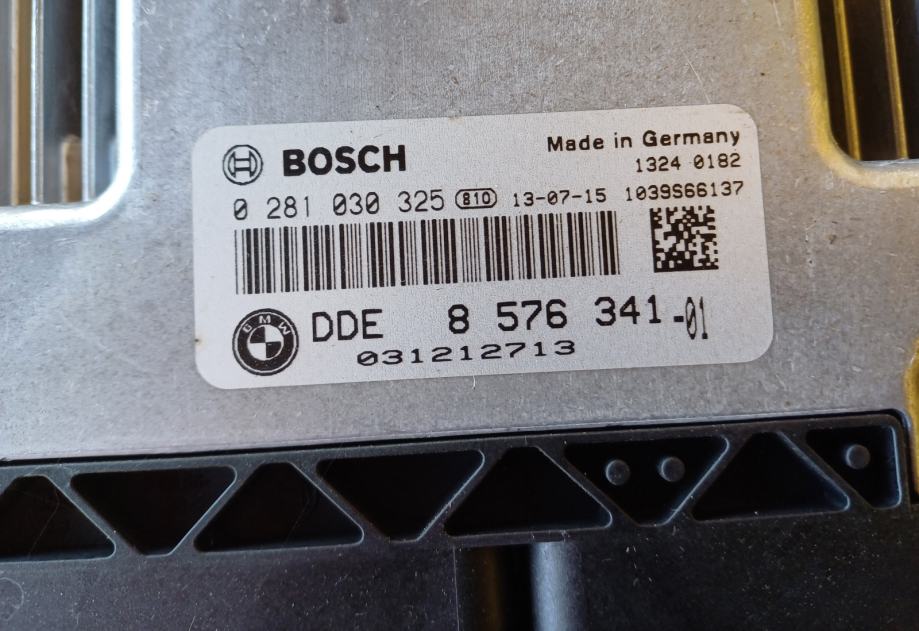 BOSCH
Made in Germany
1324 0182
0 281 030 325 810 13-07-15 1039S66137
BMW DDE 8 576 341-01
031212713